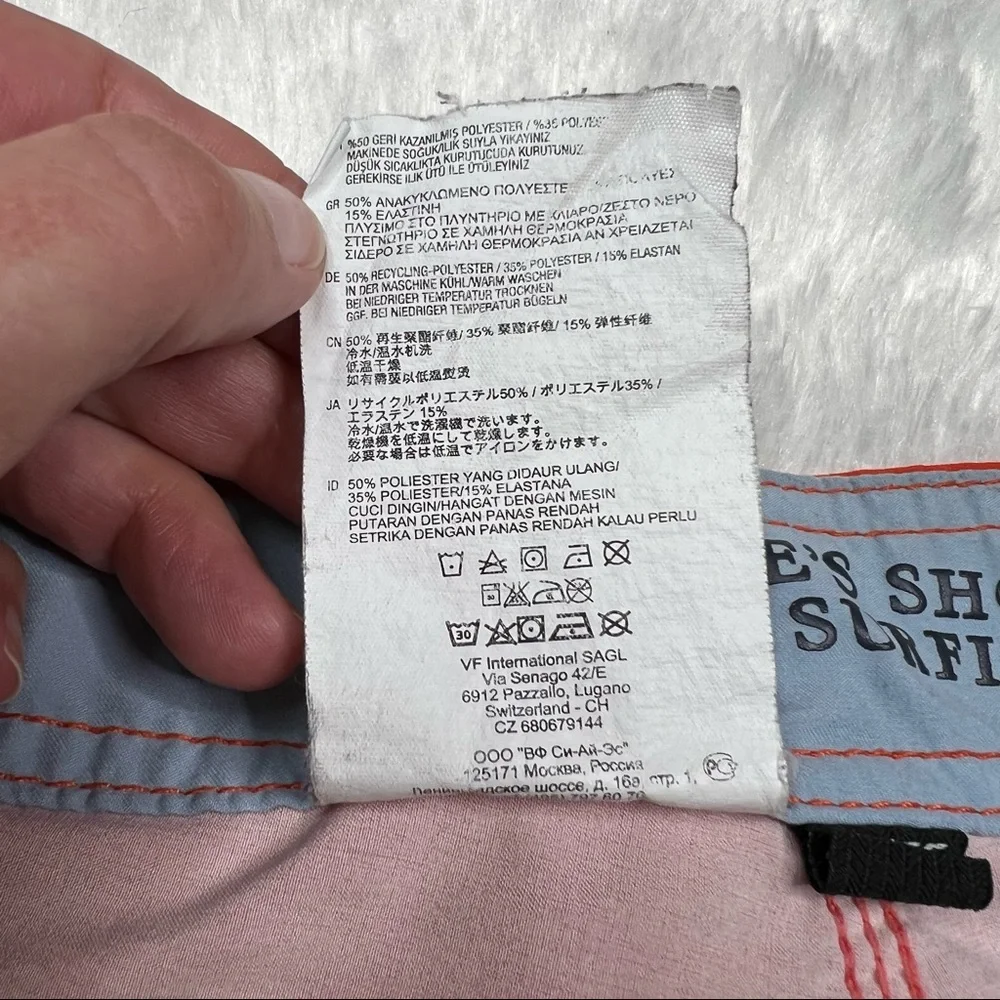 %50 GERİ KAZANILMIŞ POLYESTER / %35 POLYES
MAKİNEDE SOĞUK/ILIK SUYLA YIKAYINIZ
DÜŞÜK SICAKLIKTA KURUTUCUDA KURUTUNUZ
GEREKİRSE ILIK ÜTÜ İLE ÜTÜLEYİNİZ
GR 50% ΑΝΑΚΥΚΛΩΜΕΝΟ ΠΟΛΥΕΣΤΕ
15% ΕΛΑΣΤΙΝΗ
ΠΛΥΣΙΜΟ ΣΤΟ ΠΛΥΝΤΗΡΙΟ ΜΕ ΧΛΙΑΡΟ/ΖΕΣΤΟ ΝΕΡΟ
ΣΤΕΓΝΩΤΗΡΙΟ ΣΕ ΧΑΜΗΛΗ ΘΕΡΜΟΚΡΑΣΙΑ
ΣΙΔΕΡΟ ΣΕ ΧΑΜΗΛΗ ΘΕΡΜΟΚΡΑΣΙΑ ΑΝ ΧΡΕΙΑΖΕΤΑΙ
DE 50% RECYCLING-POLYESTER / 35% POLYESTER / 15% ELASTAN
IN DER MASCHINE KÜHL/WARM WASCHEN
BEI NIEDRIGER TEMPERATUR TROCKNEN
GGF. BEI NIEDRIGER TEMPERATUR BÜGELN
CN 50% 再生聚酯纤维/ 35% 聚酯纤维/ 15% 弹性纤维
冷水/温水机洗
低温干燥
如有需要以低温熨烫
JA リサイクルポリエステル50% / ポリエステル35% /
エラステン 15%
冷水/温水で洗濯機で洗います。
乾燥機を低温にして乾燥します。
必要な場合は低温でアイロンをかけます。
ID 50% POLIESTER YANG DIDAUR ULANG/
35% POLIESTER/15% ELASTANA
CUCI DINGIN/HANGAT DENGAN MESIN
PUTARAN DENGAN PANAS RENDAH
SETRIKA DENGAN PANAS RENDAH KALAU PERLU
30
VF International SAGL
Via Senago 42/E
6912 Pazzallo, Lugano
Switzerland - CH
CZ 680679144
ООО "ВФ Си-Ай-Эс"
125171 Москва, Россия
шоссе, д. 16а, стр. 1,
РСТ
E'S SHO
SURFI